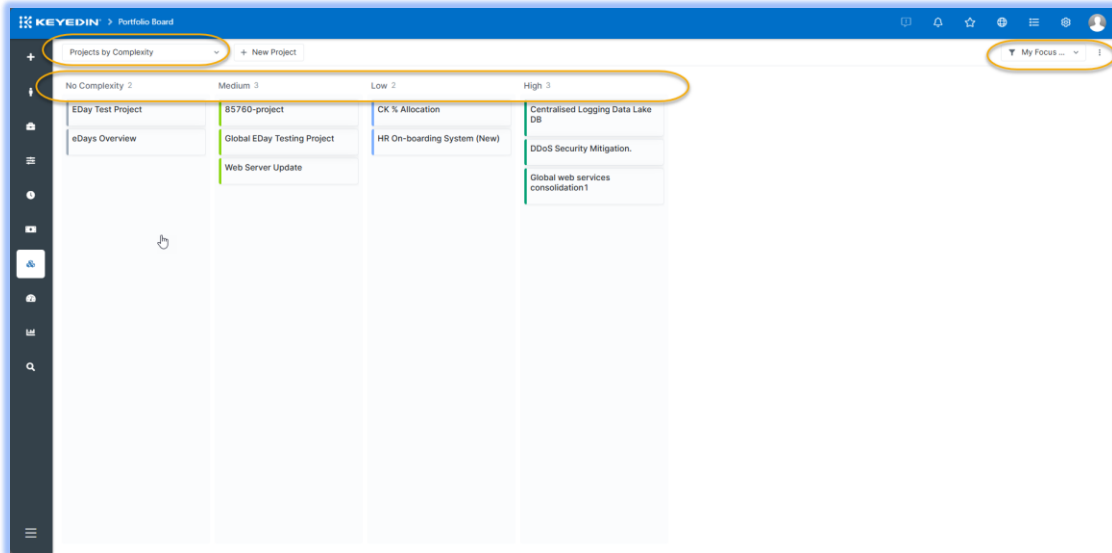 KEYEDIN > Portfolio Board
Projects by Complexity + New Project My Focus ...
No Complexity 2 Medium 3 Low 2 High 3
EDay Test Project 85760-project CK % Allocation Centralised Logging Data Lake
DB
eDays Overview Global EDay Testing Project HR On-boarding System (New)
DDoS Security Mitigation.
Web Server Update
Global web services
consolidation1